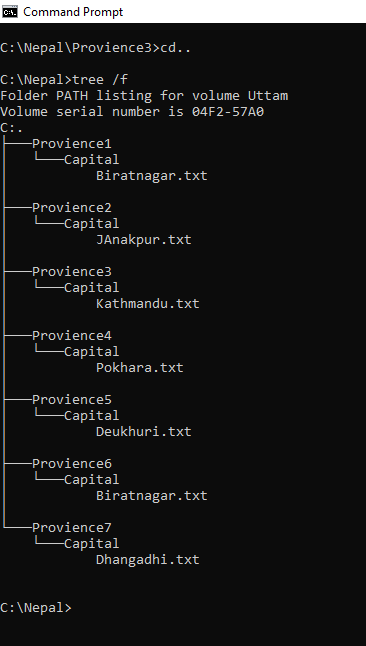 Command Prompt
C:\Nepal\Provience3>cd..
C:\Nepal>tree /f
Folder PATH listing for volume Uttam
Volume serial number is 04F2-57A0
C:.
├───Provience1
│   └───Capital
│           Biratnagar.txt
│
├───Provience2
│   └───Capital
│           JAnakpur.txt
│
├───Provience3
│   └───Capital
│           Kathmandu.txt
│
├───Provience4
│   └───Capital
│           Pokhara.txt
│
├───Provience5
│   └───Capital
│           Deukhuri.txt
│
├───Provience6
│   └───Capital
│           Biratnagar.txt
│
└───Provience7
    └───Capital
            Dhangadhi.txt
C:\Nepal>